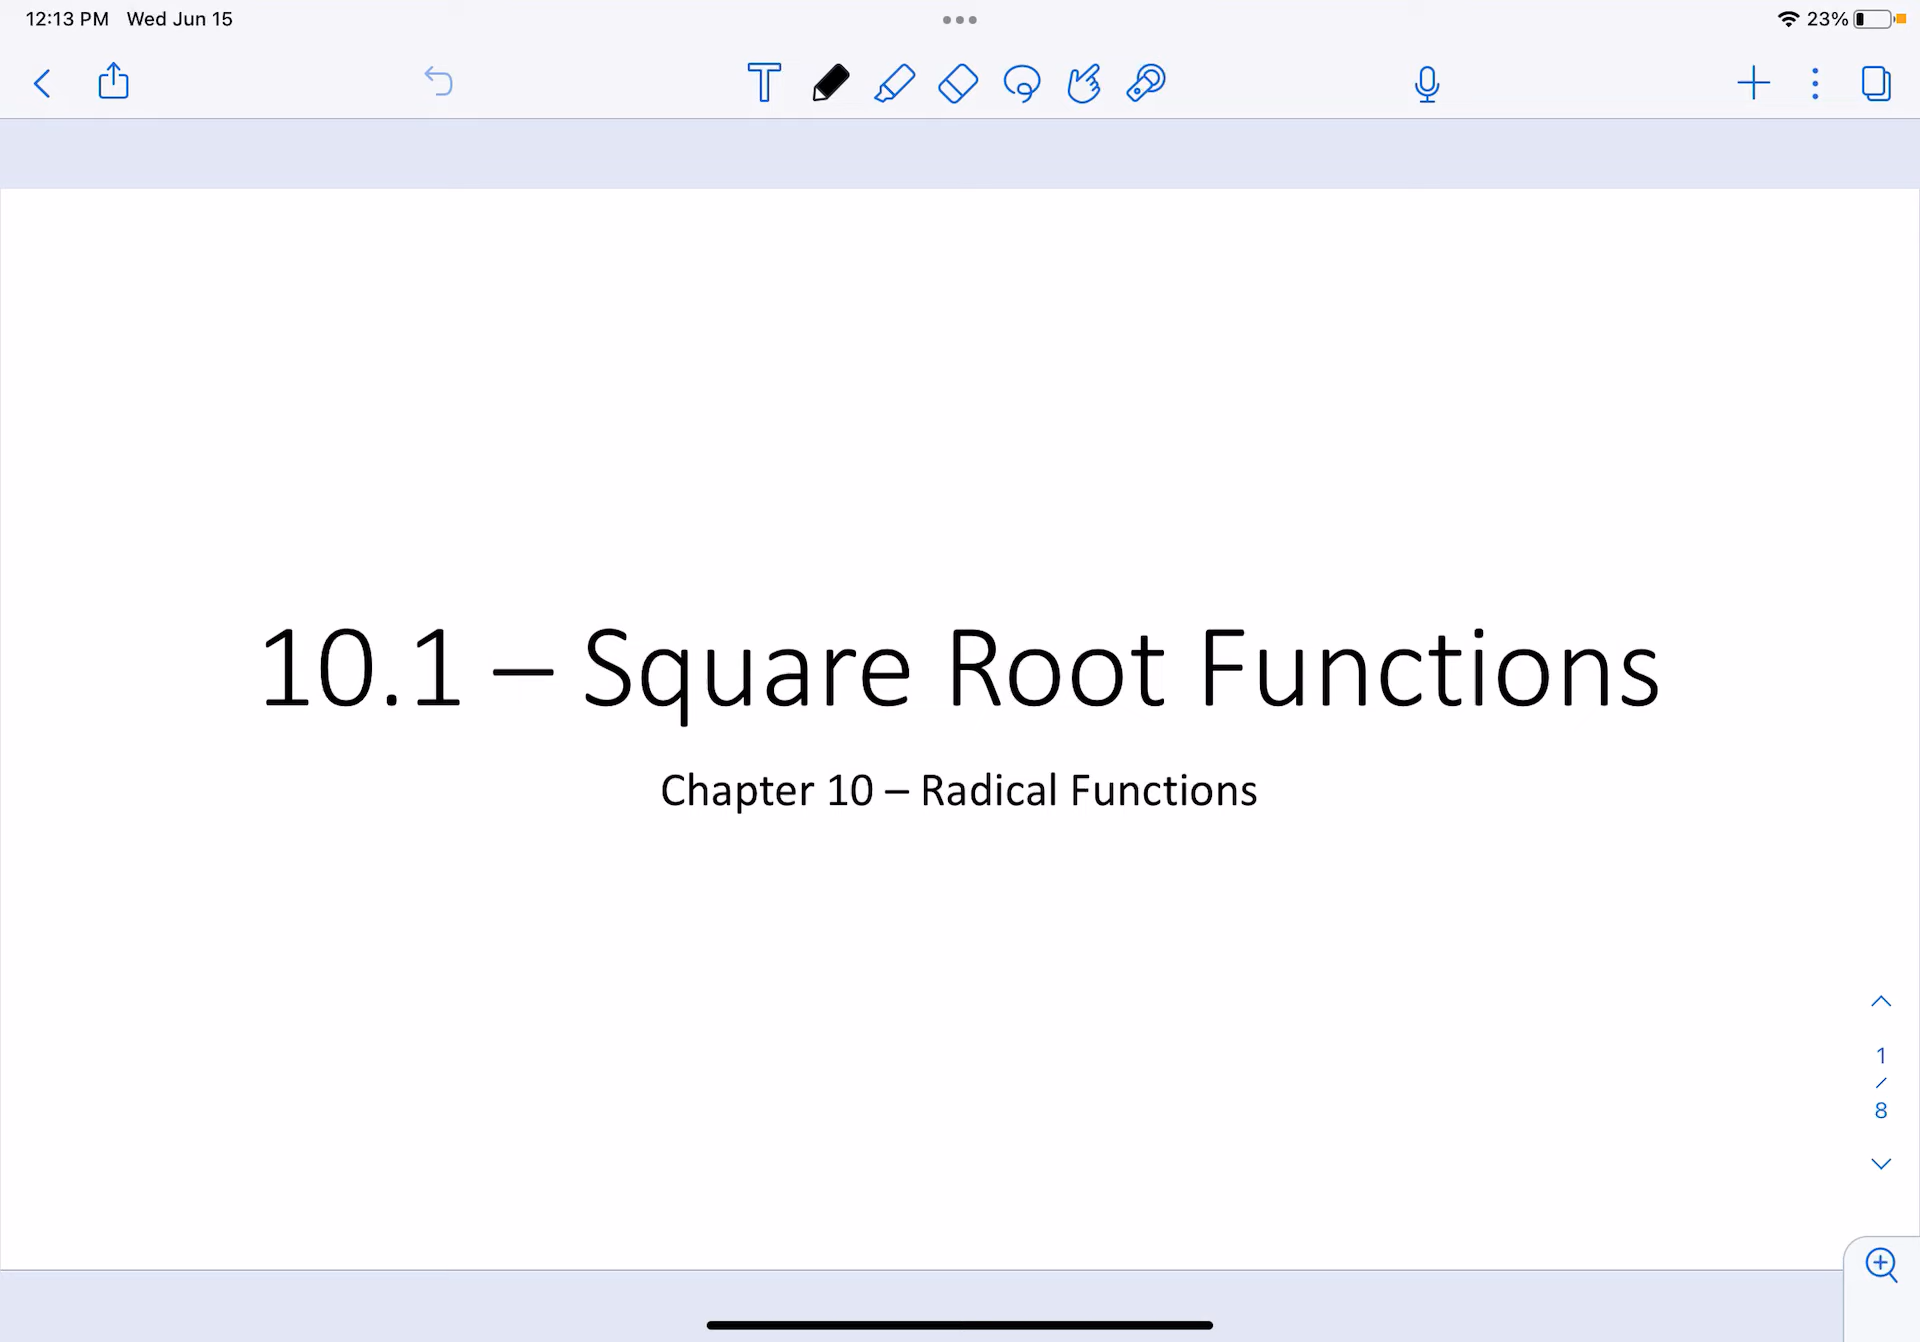 12:13 PM Wed Jun 15
23%
10.1 – Square Root Functions
Chapter 10 – Radical Functions
1
/
8